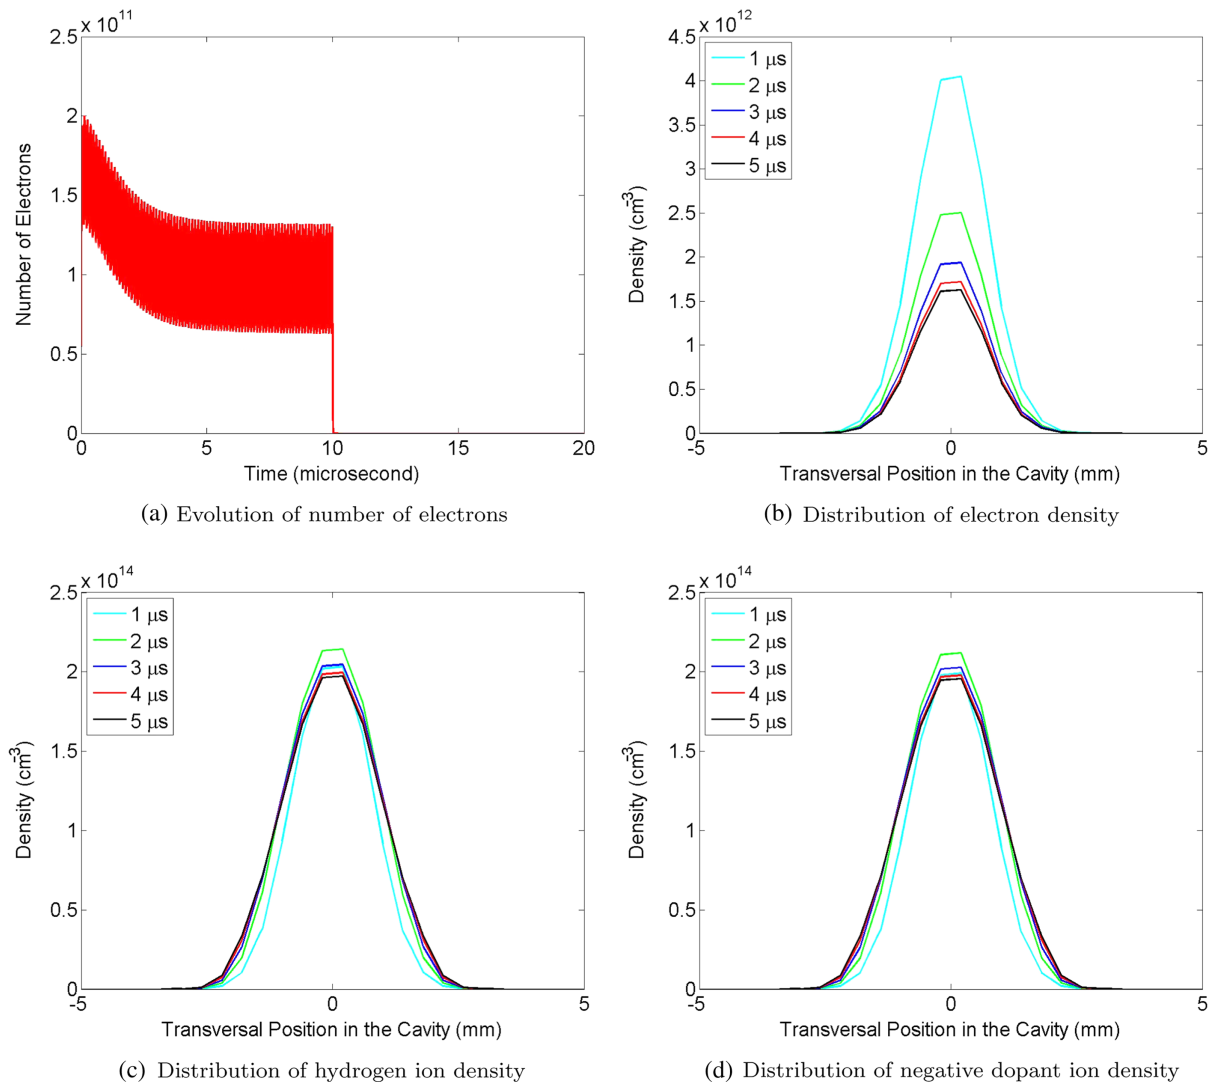 x 10^11
2.5
2
1.5
1
0.5
0
0 5 10 15 20
Number of Electrons
Time (microsecond)
(a) Evolution of number of electrons
x 10^12
4.5
4
3.5
3
2.5
2
1.5
1
0.5
0
-5 0 5
1 μs
2 μs
3 μs
4 μs
5 μs
Density (cm^-3)
Transversal Position in the Cavity (mm)
(b) Distribution of electron density
x 10^14
2.5
2
1.5
1
0.5
0
-5 0 5
1 μs
2 μs
3 μs
4 μs
5 μs
Density (cm^-3)
Transversal Position in the Cavity (mm)
(c) Distribution of hydrogen ion density
x 10^14
2.5
2
1.5
1
0.5
0
-5 0 5
1 μs
2 μs
3 μs
4 μs
5 μs
Density (cm^-3)
Transversal Position in the Cavity (mm)
(d) Distribution of negative dopant ion density